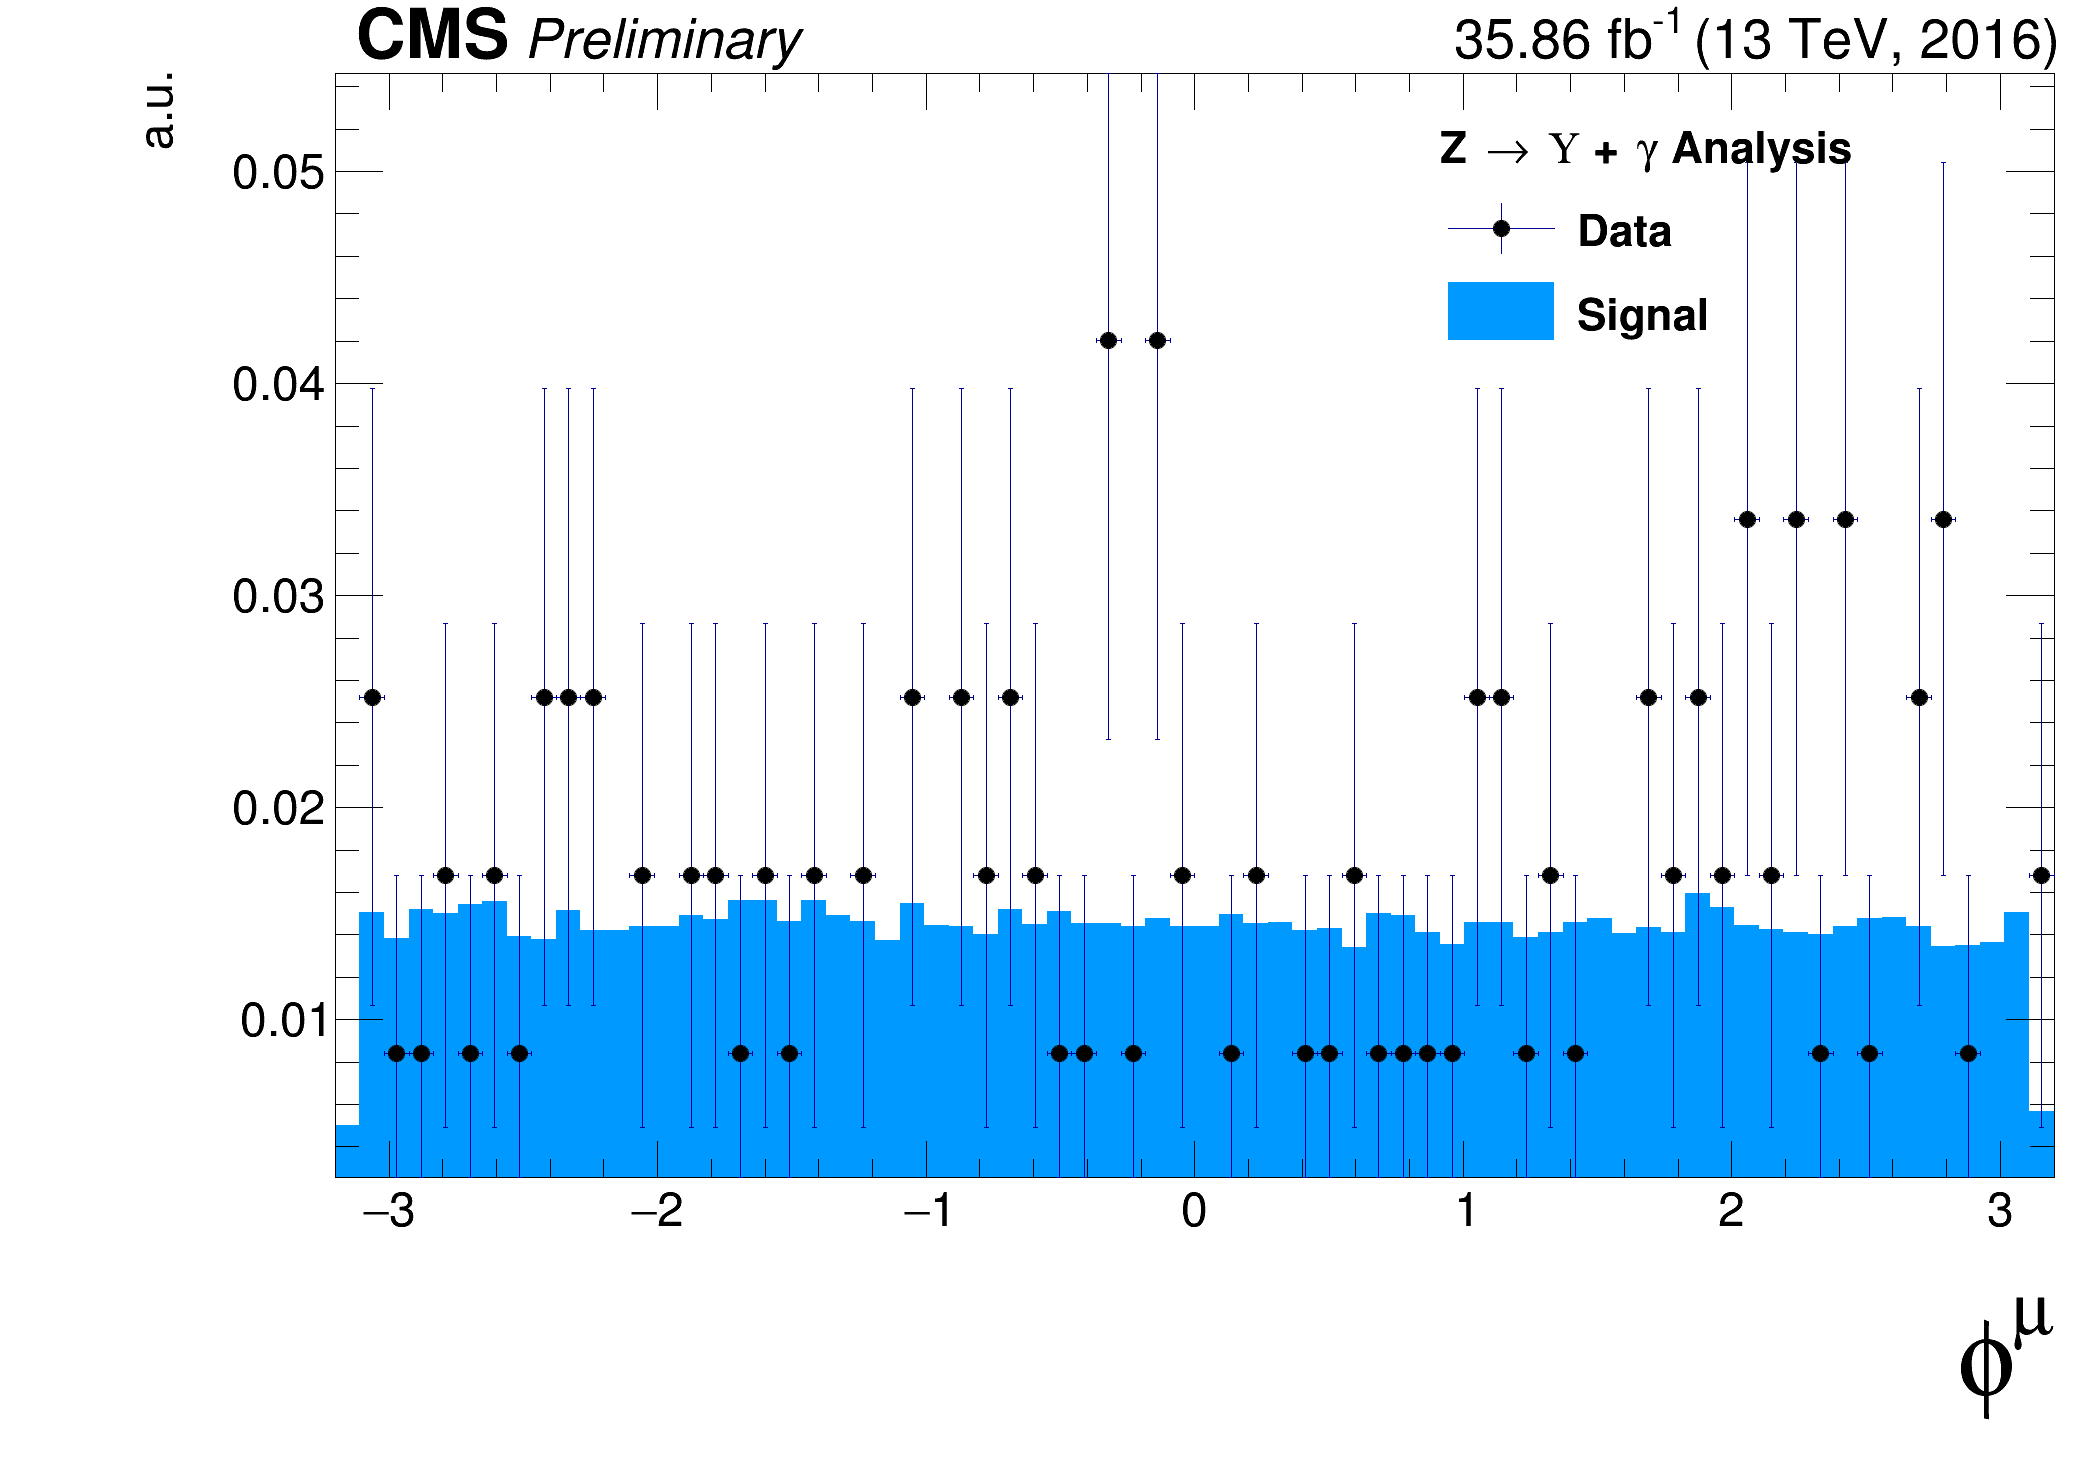 CMS Preliminary
35.86 fb⁻¹ (13 TeV, 2016)
a.u.
Z → ϒ + γ Analysis
Data
Signal
0.05
0.04
0.03
0.02
0.01
−3 −2 −1 0 1 2 3
ϕ^μ